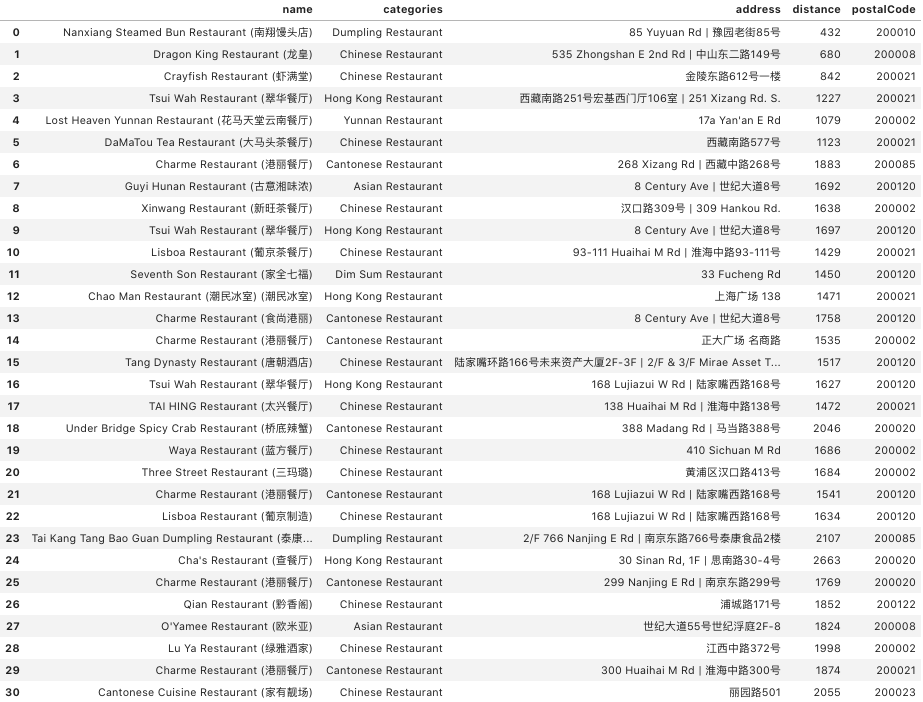 name categories address distance postalCode
0 Nanxiang Steamed Bun Restaurant (南翔馒头店) Dumpling Restaurant 85 Yuyuan Rd | 豫园老街85号 432 200010
1 Dragon King Restaurant (龙皇) Chinese Restaurant 535 Zhongshan E 2nd Rd | 中山东二路149号 680 200008
2 Crayfish Restaurant (虾满堂) Chinese Restaurant 金陵东路612号一楼 842 200021
3 Tsui Wah Restaurant (翠华餐厅) Hong Kong Restaurant 西藏南路251号宏基西门厅106室 | 251 Xizang Rd. S. 1227 200021
4 Lost Heaven Yunnan Restaurant (花马天堂云南餐厅) Yunnan Restaurant 17a Yan'an E Rd 1079 200002
5 DaMaTou Tea Restaurant (大马头茶餐厅) Chinese Restaurant 西藏南路577号 1123 200021
6 Charme Restaurant (港丽餐厅) Cantonese Restaurant 268 Xizang Rd | 西藏中路268号 1883 200085
7 Guyi Hunan Restaurant (古意湘味浓) Asian Restaurant 8 Century Ave | 世纪大道8号 1692 200120
8 Xinwang Restaurant (新旺茶餐厅) Chinese Restaurant 汉口路309号 | 309 Hankou Rd. 1638 200002
9 Tsui Wah Restaurant (翠华餐厅) Hong Kong Restaurant 8 Century Ave | 世纪大道8号 1697 200120
10 Lisboa Restaurant (葡京茶餐厅) Chinese Restaurant 93-111 Huaihai M Rd | 淮海中路93-111号 1429 200021
11 Seventh Son Restaurant (家全七福) Dim Sum Restaurant 33 Fucheng Rd 1450 200120
12 Chao Man Restaurant (潮民冰室) (潮民冰室) Hong Kong Restaurant 上海广场 138 1471 200021
13 Charme Restaurant (食尚港丽) Cantonese Restaurant 8 Century Ave | 世纪大道8号 1758 200120
14 Charme Restaurant (港丽餐厅) Cantonese Restaurant 正大广场 名商路 1535 200002
15 Tang Dynasty Restaurant (唐朝酒店) Chinese Restaurant 陆家嘴环路166号未来资产大厦2F-3F | 2/F & 3/F Mirae Asset T... 1517 200120
16 Tsui Wah Restaurant (翠华餐厅) Hong Kong Restaurant 168 Lujiazui W Rd | 陆家嘴西路168号 1627 200120
17 TAI HING Restaurant (太兴餐厅) Chinese Restaurant 138 Huaihai M Rd | 淮海中路138号 1472 200021
18 Under Bridge Spicy Crab Restaurant (桥底辣蟹) Cantonese Restaurant 388 Madang Rd | 马当路388号 2046 200020
19 Waya Restaurant (蓝方餐厅) Chinese Restaurant 410 Sichuan M Rd 1686 200002
20 Three Street Restaurant (三玛璐) Chinese Restaurant 黄浦区汉口路413号 1684 200002
21 Charme Restaurant (港丽餐厅) Cantonese Restaurant 168 Lujiazui W Rd | 陆家嘴西路168号 1541 200120
22 Lisboa Restaurant (葡京制造) Chinese Restaurant 168 Lujiazui W Rd | 陆家嘴西路168号 1634 200120
23 Tai Kang Tang Bao Guan Dumpling Restaurant (泰康... Dumpling Restaurant 2/F 766 Nanjing E Rd | 南京东路766号泰康食品2楼 2107 200085
24 Cha's Restaurant (查餐厅) Hong Kong Restaurant 30 Sinan Rd, 1F | 思南路30-4号 2663 200020
25 Charme Restaurant (港丽餐厅) Cantonese Restaurant 299 Nanjing E Rd | 南京东路299号 1769 200020
26 Qian Restaurant (黔香阁) Chinese Restaurant 浦城路171号 1852 200122
27 O'Yamee Restaurant (欧米亚) Asian Restaurant 世纪大道55号世纪浮庭2F-8 1824 200008
28 Lu Ya Restaurant (绿雅酒家) Chinese Restaurant 江西中路372号 1998 200002
29 Charme Restaurant (港丽餐厅) Cantonese Restaurant 300 Huaihai M Rd | 淮海中路300号 1874 200021
30 Cantonese Cuisine Restaurant (家有靓场) Chinese Restaurant 丽园路501 2055 200023